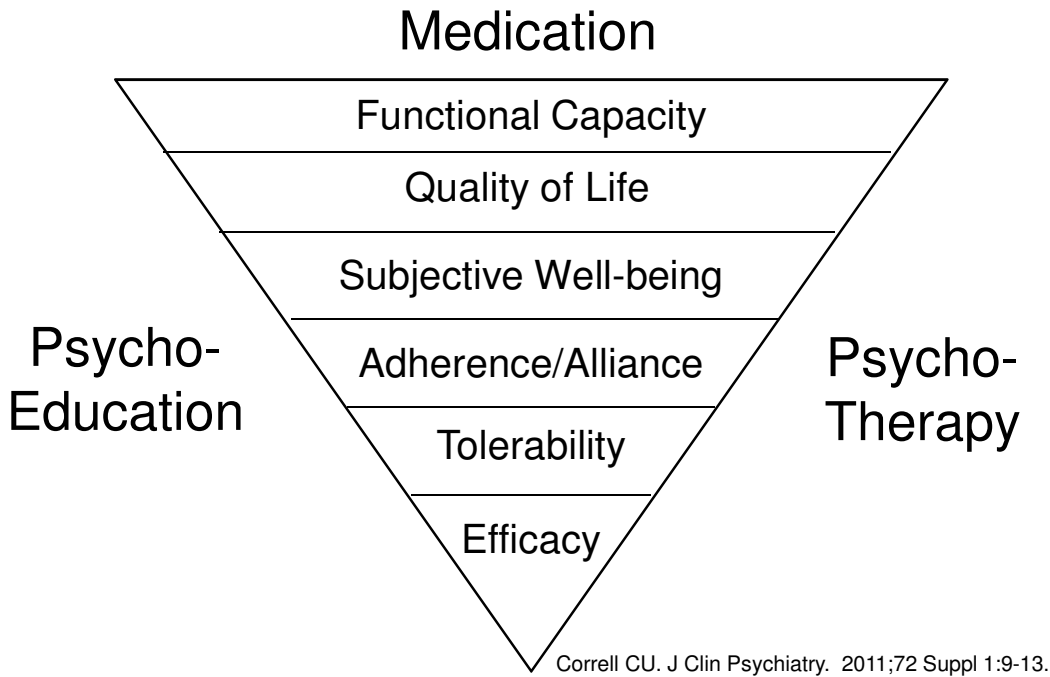 Medication
Functional Capacity
Quality of Life
Subjective Well-being
Adherence/Alliance
Tolerability
Efficacy
Psycho-
Education
Psycho-
Therapy
Correll CU. J Clin Psychiatry.  2011;72 Suppl 1:9-13.